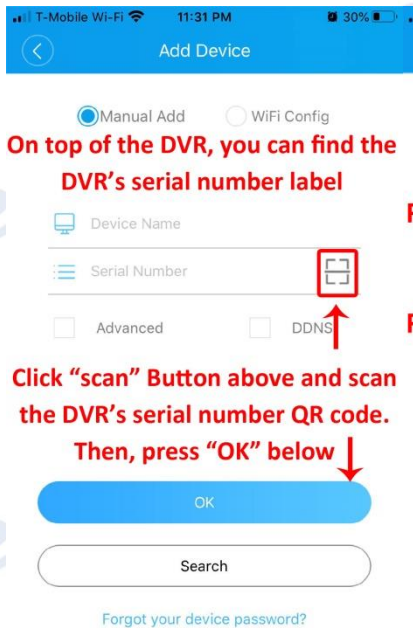 T-Mobile Wi-Fi 11:31 PM 30%
Add Device
Manual Add WiFi Config
On top of the DVR, you can find the
DVR's serial number label
Device Name
Serial Number
Advanced DDNS
Click “scan” Button above and scan
the DVR's serial number QR code.
Then, press “OK” below
OK
Search
Forgot your device password?